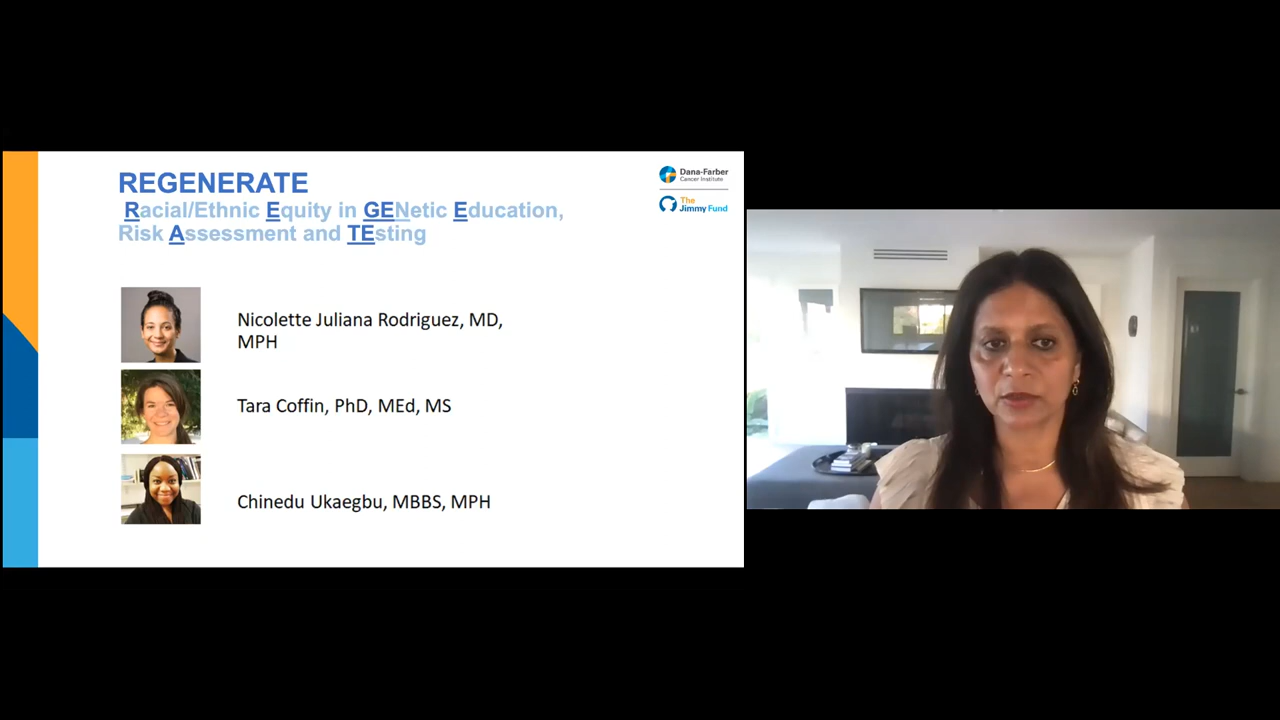 REGENERATE
Racial/Ethnic Equity in GENetic Education,
Risk Assessment and TEsting
Dana-Farber
Cancer Institute
The
Jimmy Fund
Nicolette Juliana Rodriguez, MD,
MPH
Tara Coffin, PhD, MEd, MS
Chinedu Ukaegbu, MBBS, MPH